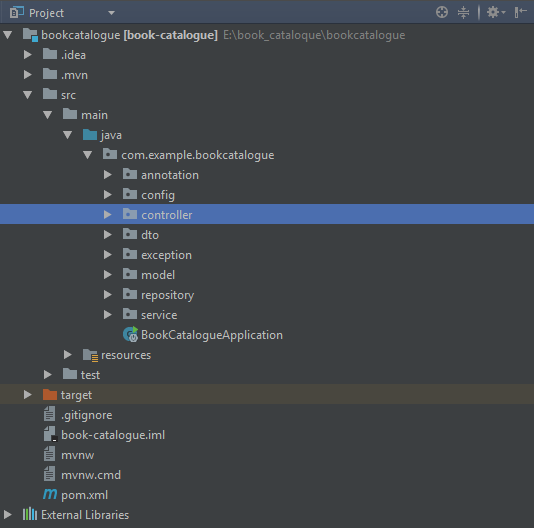 Project
bookcatalogue [book-catalogue] E:\book_cataloque\bookcatalogue
.idea
.mvn
src
main
java
com.example.bookcatalogue
annotation
config
controller
dto
exception
model
repository
service
BookCatalogueApplication
resources
test
target
.gitignore
book-catalogue.iml
mvnw
mvnw.cmd
pom.xml
External Libraries